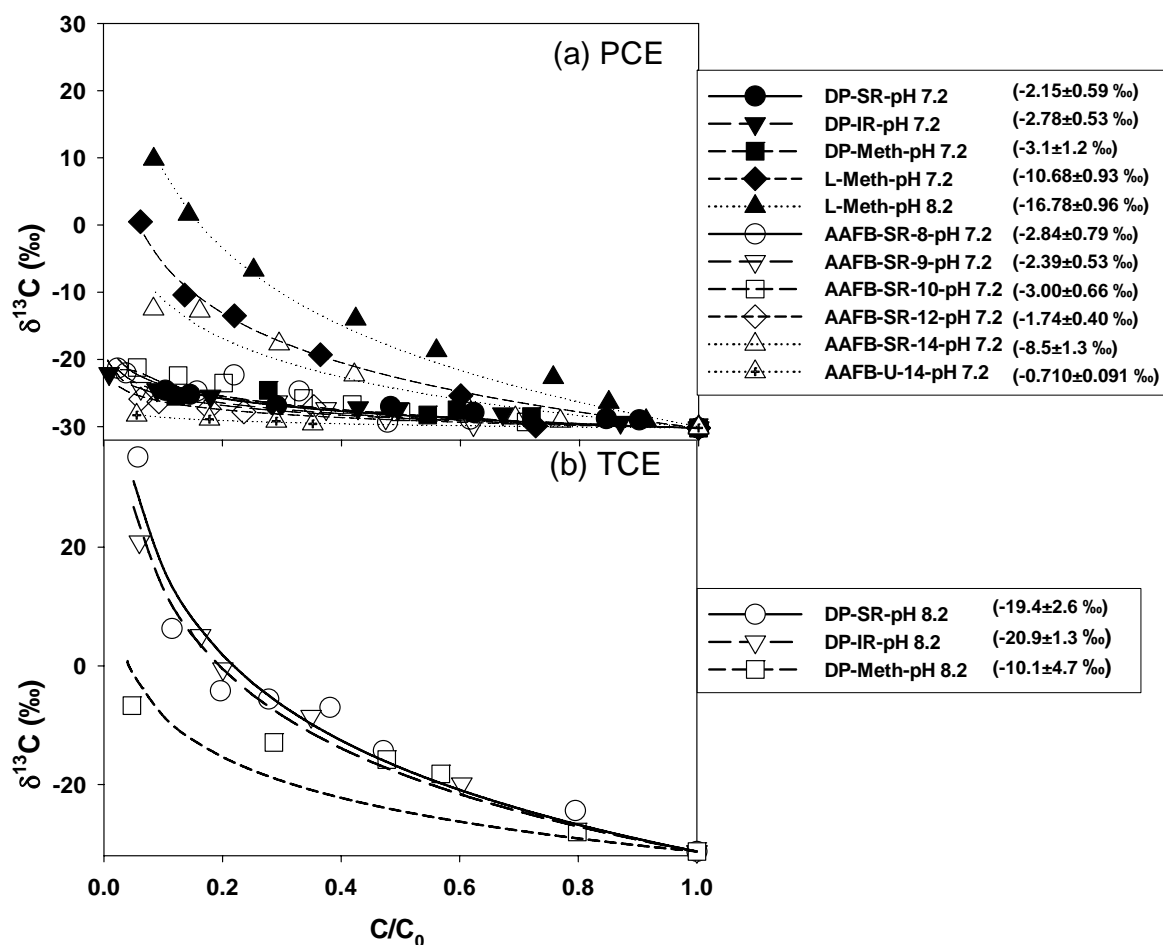 (a) PCE
30
20
10
0
-10
-20
-30
δ13C (‰)
DP-SR-pH 7.2 (-2.15±0.59 ‰)
DP-IR-pH 7.2 (-2.78±0.53 ‰)
DP-Meth-pH 7.2 (-3.1±1.2 ‰)
L-Meth-pH 7.2 (-10.68±0.93 ‰)
L-Meth-pH 8.2 (-16.78±0.96 ‰)
AAFB-SR-8-pH 7.2 (-2.84±0.79 ‰)
AAFB-SR-9-pH 7.2 (-2.39±0.53 ‰)
AAFB-SR-10-pH 7.2 (-3.00±0.66 ‰)
AAFB-SR-12-pH 7.2 (-1.74±0.40 ‰)
AAFB-SR-14-pH 7.2 (-8.5±1.3 ‰)
AAFB-U-14-pH 7.2 (-0.710±0.091 ‰)
(b) TCE
20
0
-20
δ13C (‰)
DP-SR-pH 8.2 (-19.4±2.6 ‰)
DP-IR-pH 8.2 (-20.9±1.3 ‰)
DP-Meth-pH 8.2 (-10.1±4.7 ‰)
0.0 0.2 0.4 0.6 0.8 1.0
C/C0